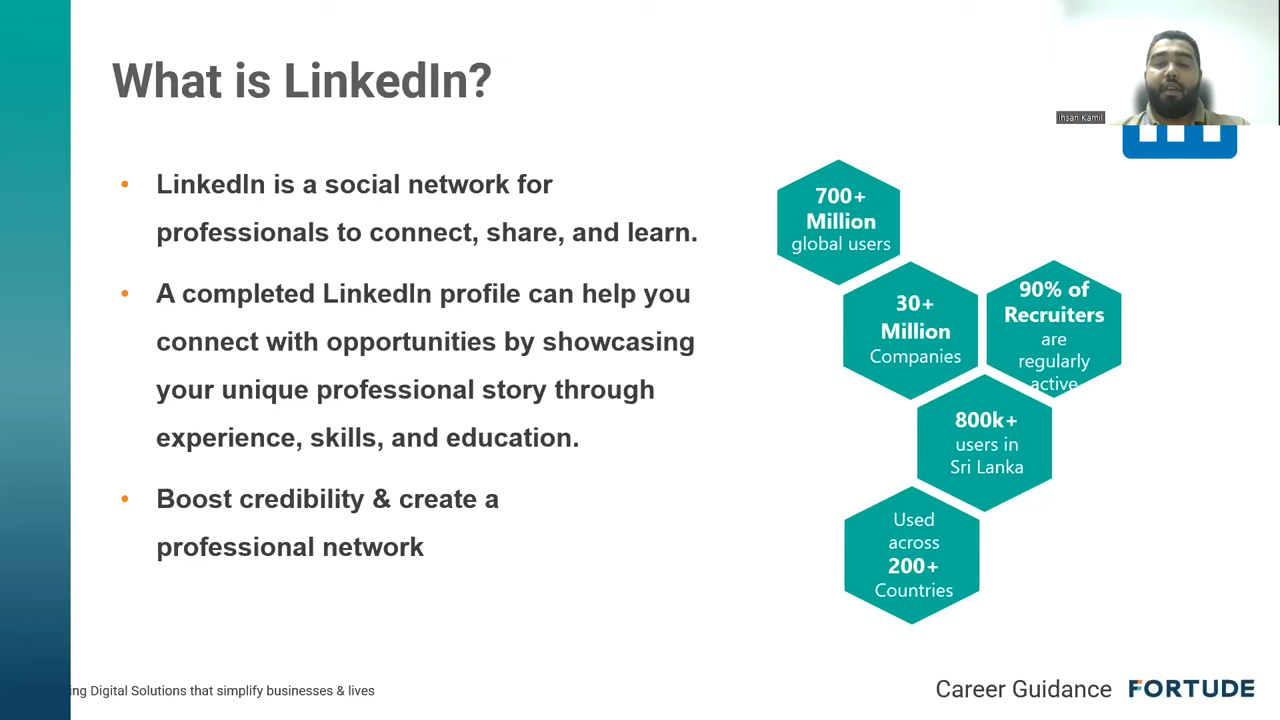 What is LinkedIn?
Ihsan Kamil
• LinkedIn is a social network for
professionals to connect, share, and learn.
• A completed LinkedIn profile can help you
connect with opportunities by showcasing
your unique professional story through
experience, skills, and education.
• Boost credibility & create a
professional network
700+
Million
global users
30+
Million
Companies
90% of
Recruiters
are
regularly
active
800k+
users in
Sri Lanka
Used
across
200+
Countries
ing Digital Solutions that simplify businesses & lives
Career Guidance
FORTUDE